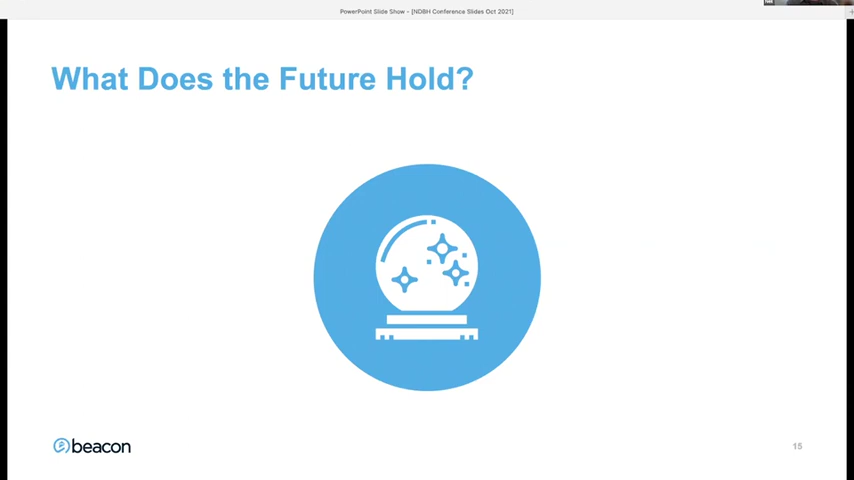 PowerPoint Slide Show - [NDBH Conference Slides Oct 2021]
What Does the Future Hold?
beacon
15